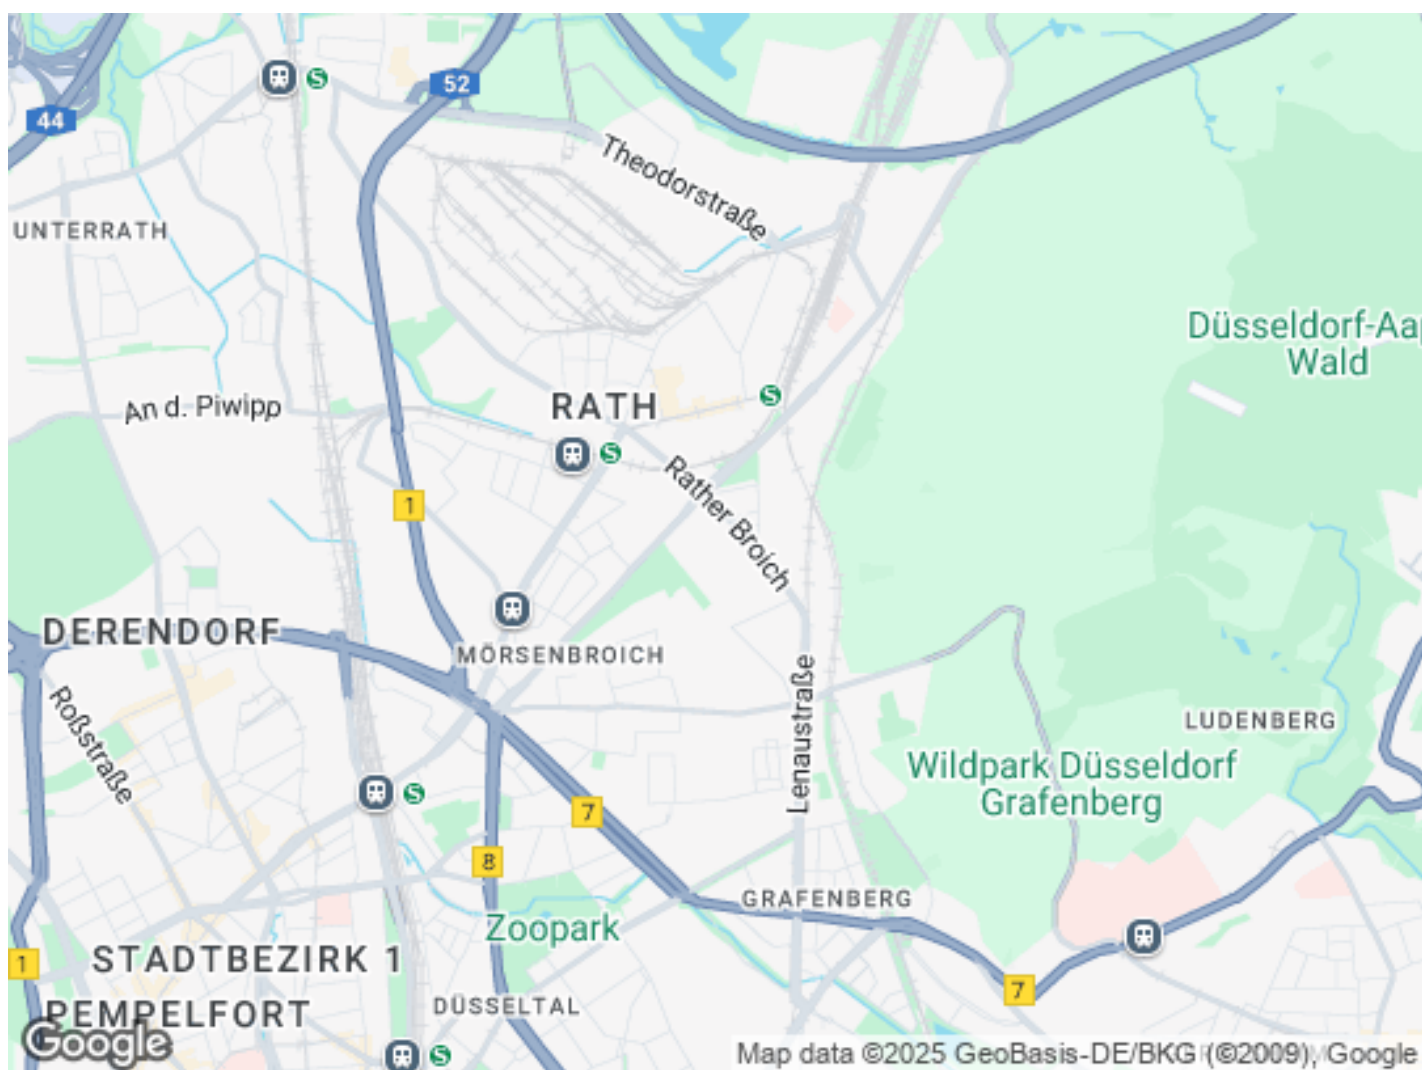 52
44
S
Theodorstraße
UNTERRATH
Düsseldorf-Aap
Wald
An d. Piwipp
RATH
S
S
Rather Broich
1
DERENDORF
MÖRSENBROICH
Roßstraße
Lenaustraße
LUDENBERG
Wildpark Düsseldorf
Grafenberg
S
7
8
GRAFENBERG
Zoopark
1
STADTBEZIRK 1
7
PEMPELFORT
DÜSSELTAL
S
Google
Map data ©2025 GeoBasis-DE/BKG (©2009), Google